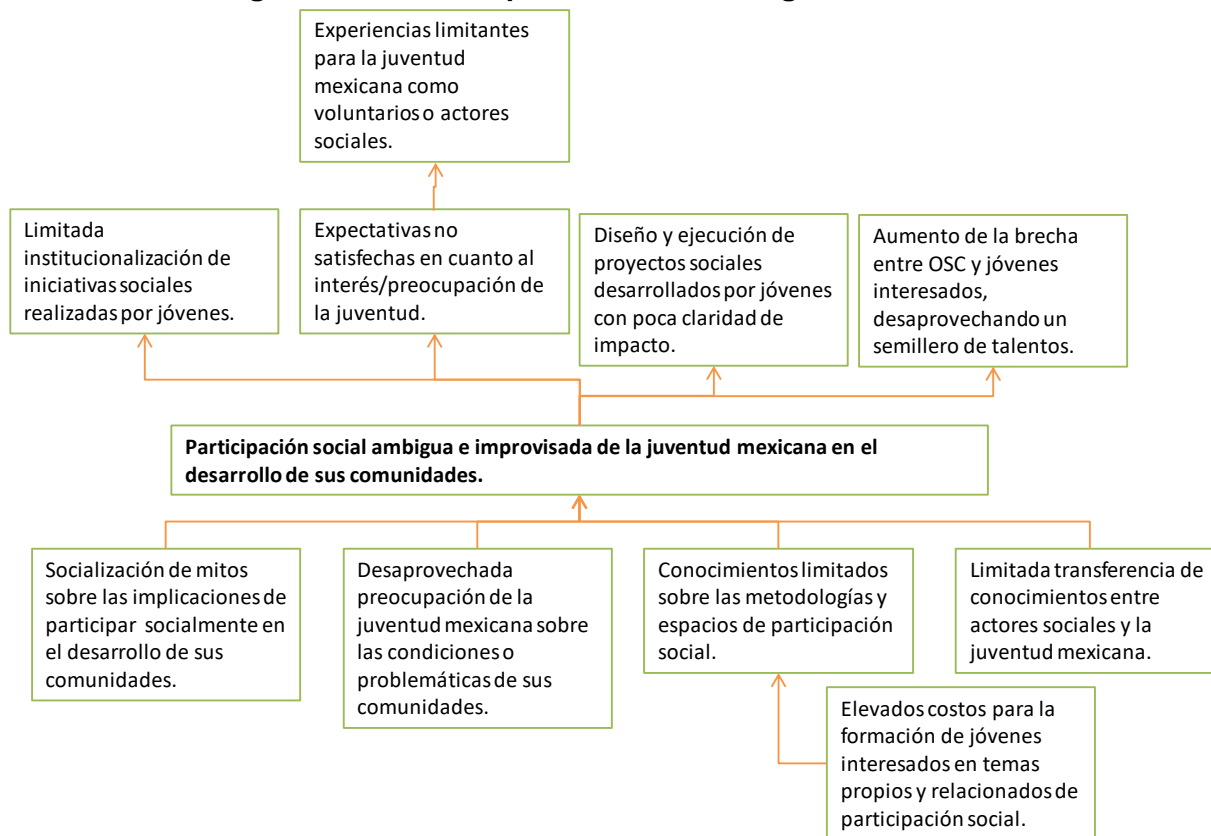 Experiencias limitantes
para la juventud
mexicana como
voluntarios o actores
sociales.
Limitada
institucionalización de
iniciativas sociales
realizadas por jóvenes.
Expectativas no
satisfechas en cuanto al
interés/preocupación de
la juventud.
Diseño y ejecución de
proyectos sociales
desarrollados por jóvenes
con poca claridad de
impacto.
Aumento de la brecha
entre OSC y jóvenes
interesados,
desaprovechando un
semillero de talentos.
Participación social ambigua e improvisada de la juventud mexicana en el
desarrollo de sus comunidades.
Socialización de mitos
sobre las implicaciones de
participar socialmente en
el desarrollo de sus
comunidades.
Desaprovechada
preocupación de la
juventud mexicana sobre
las condiciones o
problemáticas de sus
comunidades.
Conocimientos limitados
sobre las metodologías y
espacios de participación
social.
Limitada transferencia de
conocimientos entre
actores sociales y la
juventud mexicana.
Elevados costos para la
formación de jóvenes
interesados en temas
propios y relacionados de
participación social.